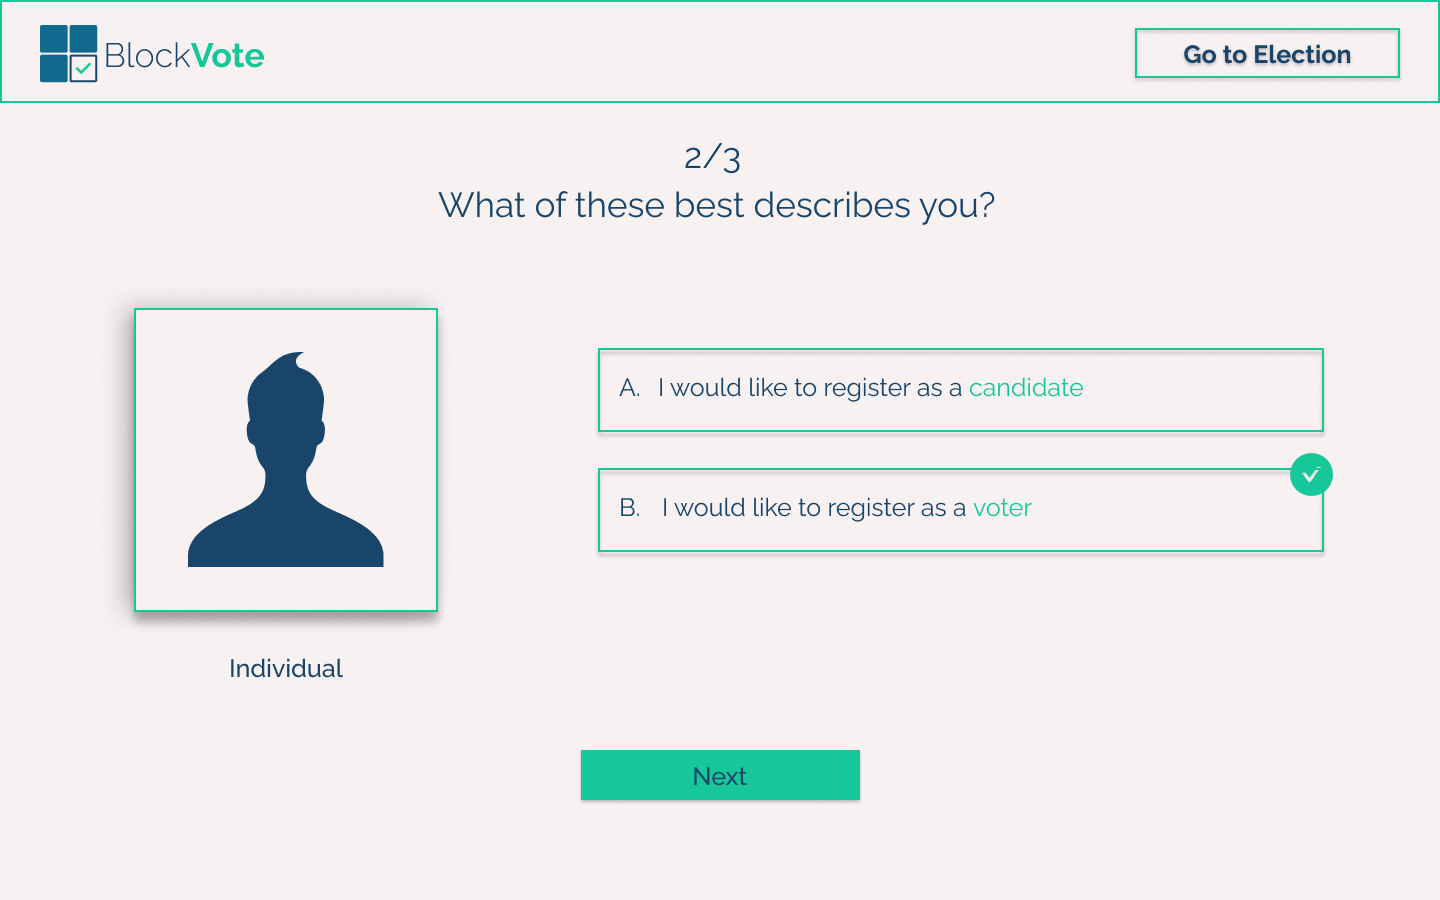 BlockVote
Go to Election
2/3
What of these best describes you?
A. I would like to register as a candidate
B. I would like to register as a voter
Individual
Next